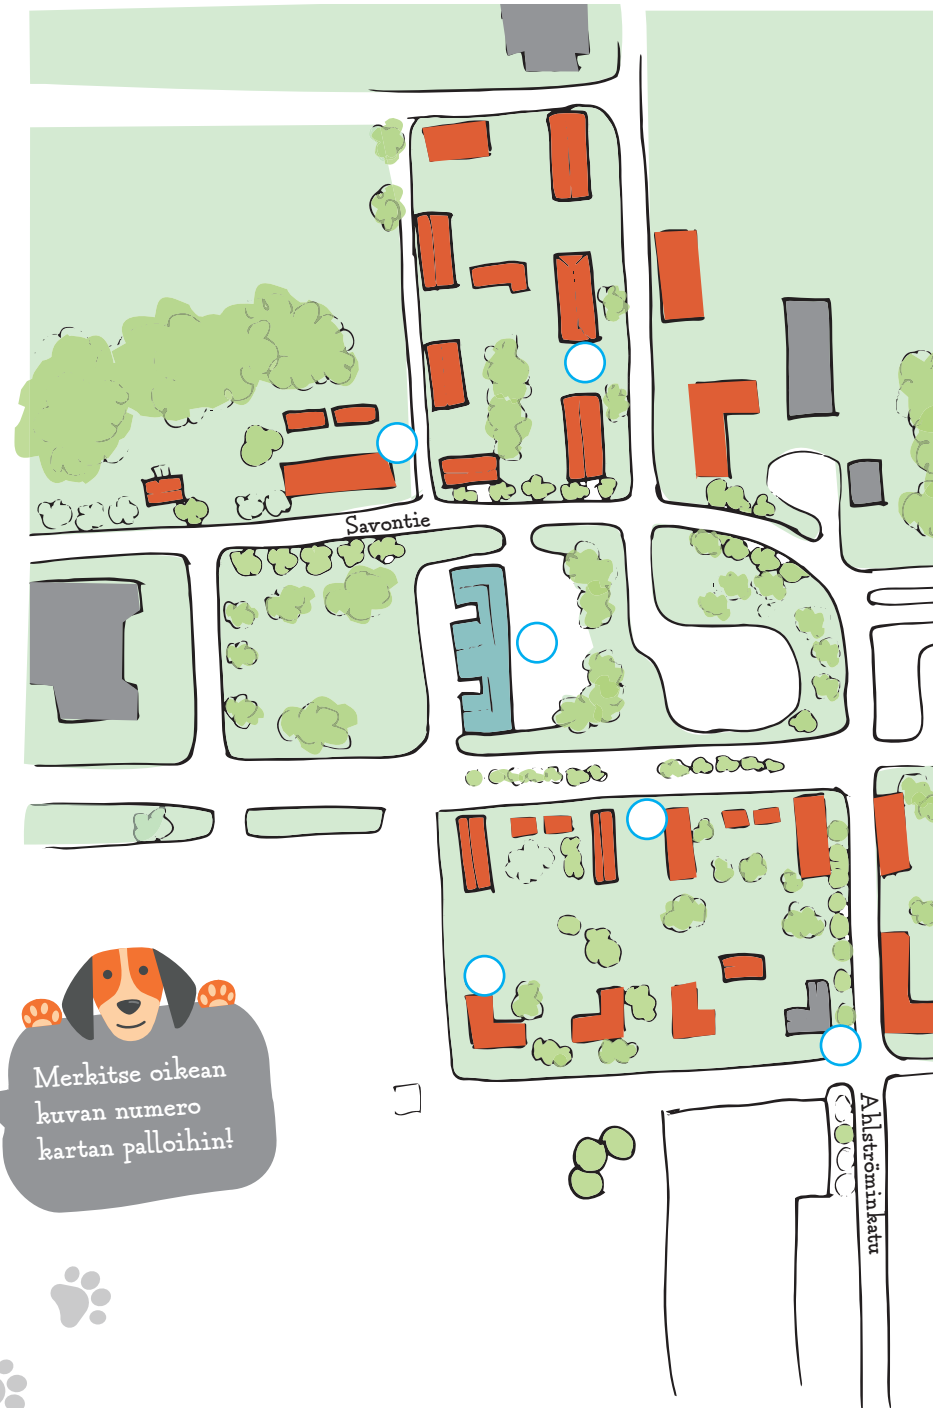 Savontie
Merkitse oikean
kuvan numero
kartan palloihin!
Ahlströminkatu